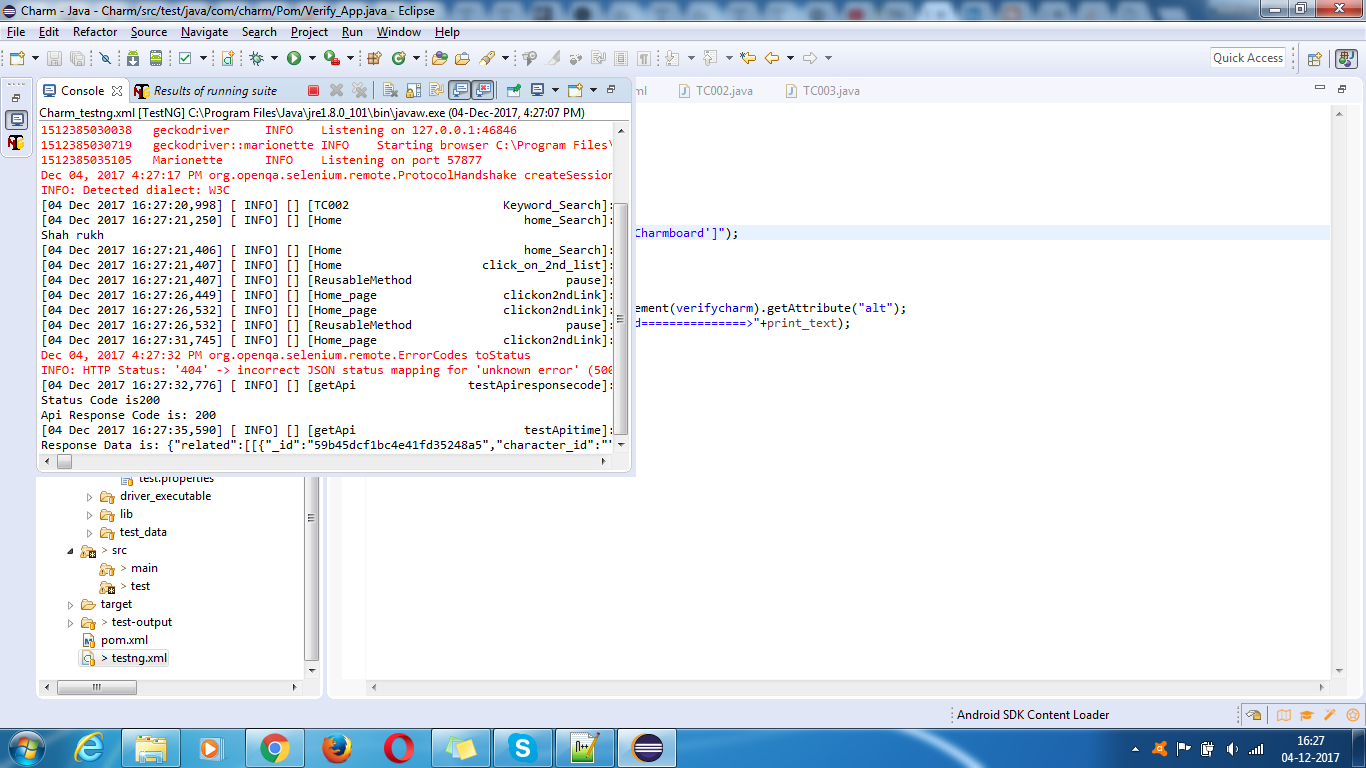 Charm - Java - Charm/src/test/java/com/charm/Pom/Verify_App.java - Eclipse
File Edit Refactor Source Navigate Search Project Run Window Help
Quick Access
Console Results of running suite
ml TC002.java TC003.java
Charm_testng.xml [TestNG] C:\Program Files\Java\jre1.8.0_101\bin\javaw.exe (04-Dec-2017, 4:27:07 PM)
1512385030038 geckodriver INFO Listening on 127.0.0.1:46846
1512385030719 geckodriver::marionette INFO Starting browser C:\Program Files\
1512385035105 Marionette INFO Listening on port 57877
Dec 04, 2017 4:27:17 PM org.openqa.selenium.remote.ProtocolHandshake createSession
INFO: Detected dialect: W3C
[04 Dec 2017 16:27:20,998] [ INFO] [] [TC002 Keyword_Search]:
[04 Dec 2017 16:27:21,250] [ INFO] [] [Home home_Search]:
Shah rukh
[04 Dec 2017 16:27:21,406] [ INFO] [] [Home home_Search]:
[04 Dec 2017 16:27:21,407] [ INFO] [] [Home click_on_2nd_list]:
[04 Dec 2017 16:27:21,407] [ INFO] [] [ReusableMethod pause]:
[04 Dec 2017 16:27:26,449] [ INFO] [] [Home_page clickon2ndLink]:
[04 Dec 2017 16:27:26,532] [ INFO] [] [Home_page clickon2ndLink]:
[04 Dec 2017 16:27:26,532] [ INFO] [] [ReusableMethod pause]:
[04 Dec 2017 16:27:31,745] [ INFO] [] [Home_page clickon2ndLink]:
Dec 04, 2017 4:27:32 PM org.openqa.selenium.remote.ErrorCodes toStatus
INFO: HTTP Status: '404' -> incorrect JSON status mapping for 'unknown error' (500
[04 Dec 2017 16:27:32,776] [ INFO] [] [getApi testApiresponsecode]:
Status Code is200
Api Response Code is: 200
[04 Dec 2017 16:27:35,590] [ INFO] [] [getApi testApitime]:
Response Data is: {"related":[[{"_id":"59b45dcf1bc4e41fd35248a5","character_id":"
Charmboard']");
ement(verifycharm).getAttribute("alt");
d===============>"+print_text);
test.properties
driver_executable
lib
test_data
> src
> main
> test
target
> test-output
pom.xml
> testng.xml
Android SDK Content Loader
16:27
04-12-2017